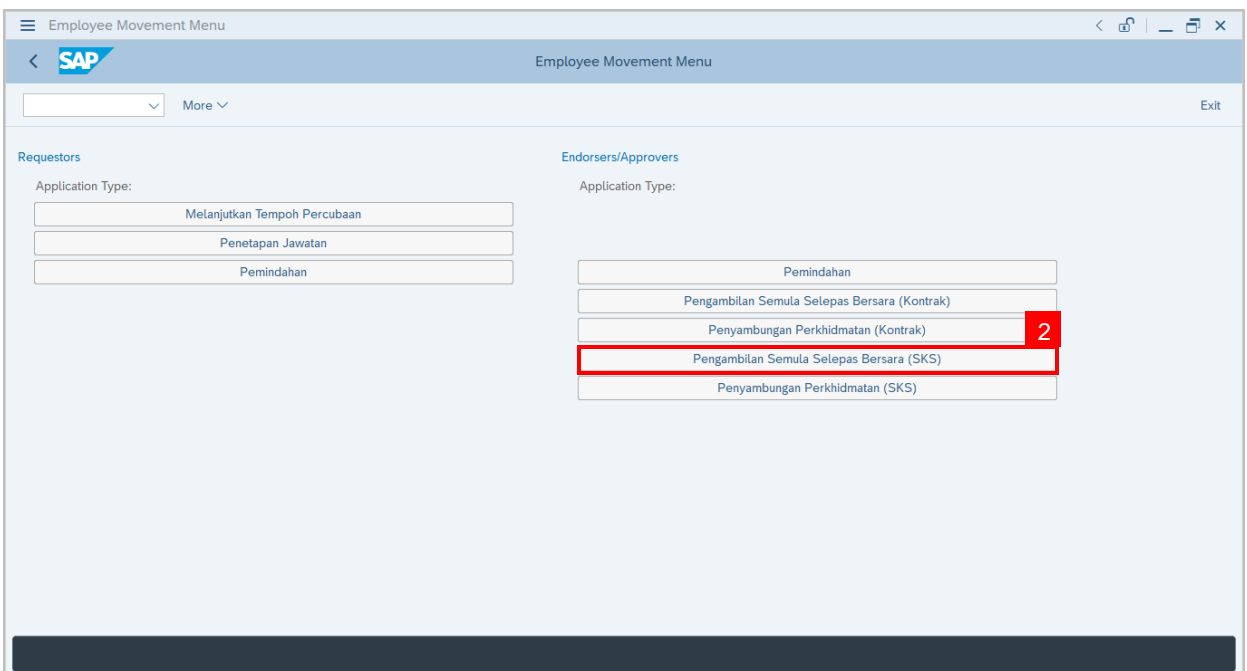 Employee Movement Menu
SAP
Employee Movement Menu
More
Exit
Requestors
Application Type:
Melanjutkan Tempoh Percubaan
Penetapan Jawatan
Pemindahan
Endorsers/Approvers
Application Type:
Pemindahan
Pengambilan Semula Selepas Bersara (Kontrak)
Penyambungan Perkhidmatan (Kontrak)
2
Pengambilan Semula Selepas Bersara (SKS)
Penyambungan Perkhidmatan (SKS)